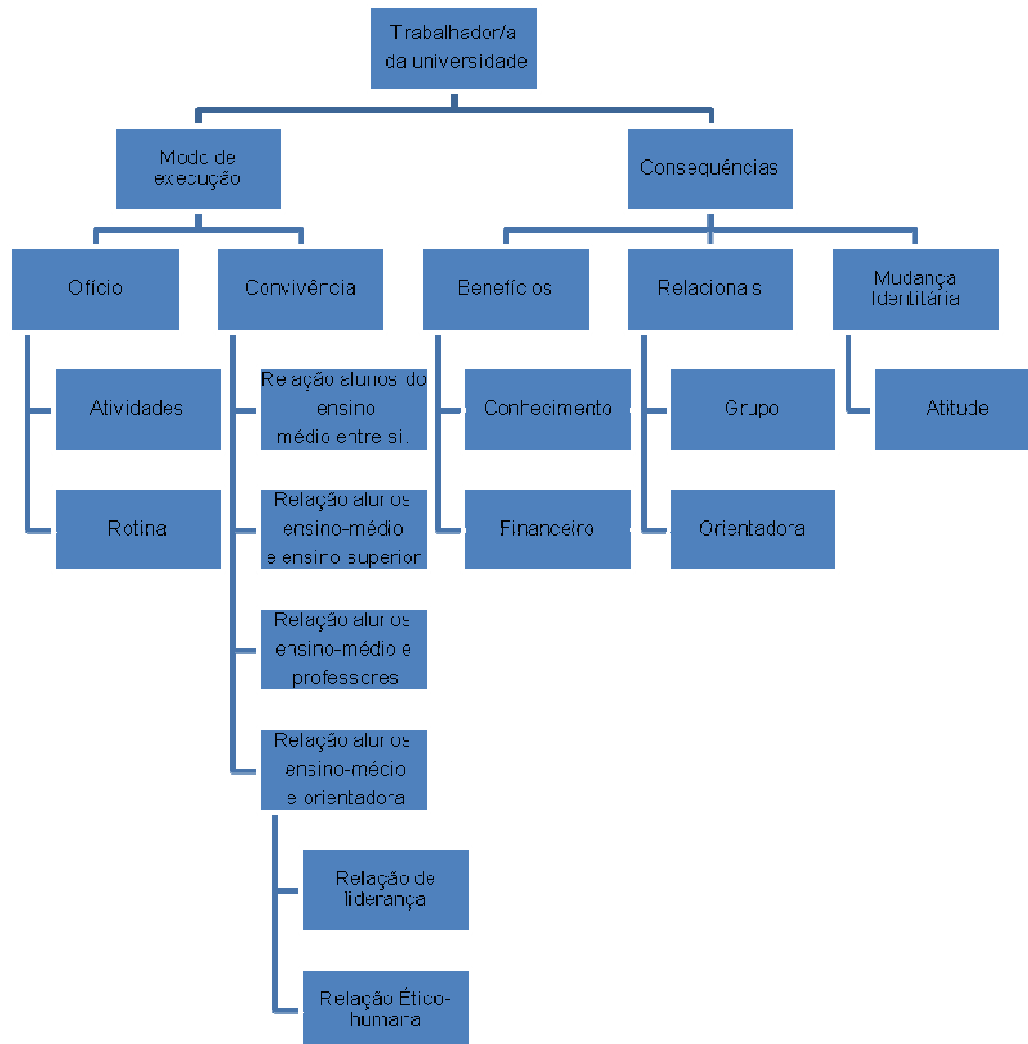 Trabalhador/a
da universidade
Modo de
execução
Consequências
Ofício
Convivência
Benefícios
Relacionais
Mudança
Identitária
Atividades
Relação alunos do
ensino
médio entre si.
Conhecimento
Grupo
Atitude
Rotina
Relação alunos
ensino-médio
e ensino superior
Financeiro
Orientadora
Relação alunos
ensino-médio e
professores
Relação alunos
ensino-médio
e orientadora
Relação de
liderança
Relação Ético-
humana